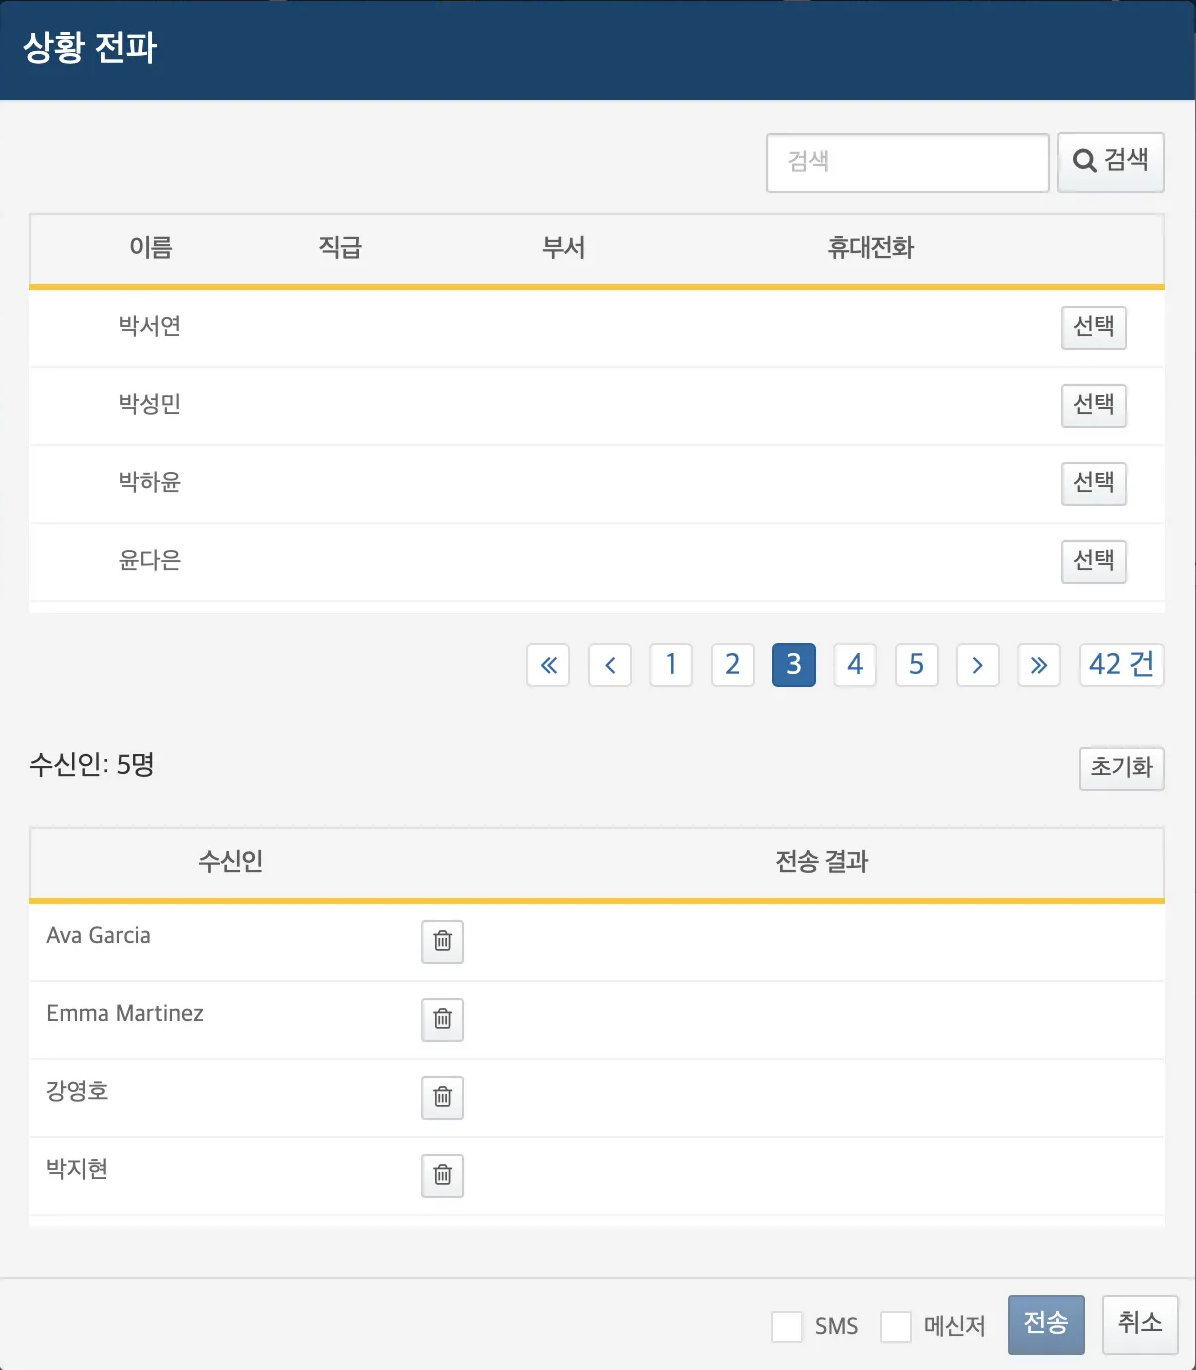 상황 전파
검색 검색
이름 직급 부서 휴대전화
박서연 선택
박성민 선택
박하윤 선택
윤다은 선택
« < 1 2 3 4 5 > » 42 건
수신인: 5명 초기화
수신인 전송 결과
Ava Garcia
Emma Martinez
강영호
박지현
SMS 메신저 전송 취소